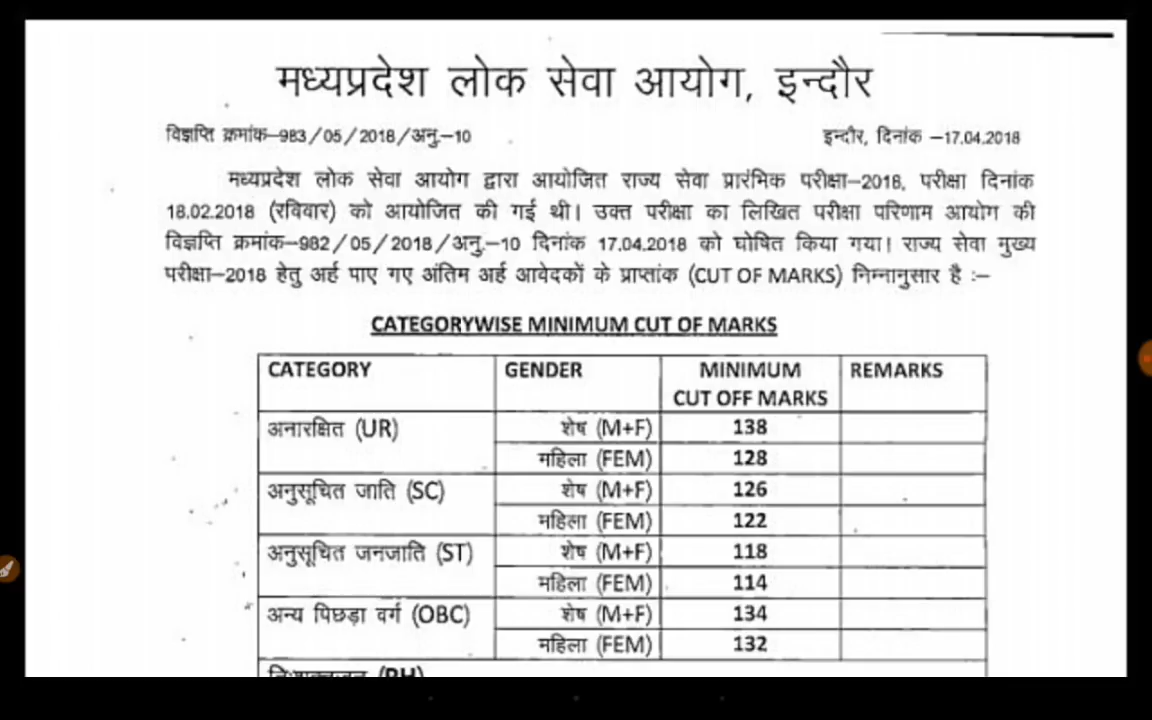 मध्यप्रदेश लोक सेवा आयोग, इन्दौर
विज्ञप्ति क्रमांक–983/05/2018/अनु.–10 इन्दौर, दिनांक –17.04.2018
मध्यप्रदेश लोक सेवा आयोग द्वारा आयोजित राज्य सेवा प्रारंभिक परीक्षा–2018, परीक्षा दिनांक
18.02.2018 (रविवार) को आयोजित की गई थी। उक्त परीक्षा का लिखित परीक्षा परिणाम आयोग की
विज्ञप्ति क्रमांक–982/05/2018/अनु.–10 दिनांक 17.04.2018 को घोषित किया गया। राज्य सेवा मुख्य
परीक्षा–2018 हेतु अर्ह पाए गए अंतिम अर्ह आवेदकों के प्राप्तांक (CUT OF MARKS) निम्नानुसार है :–
CATEGORYWISE MINIMUM CUT OF MARKS
CATEGORY GENDER MINIMUM CUT OFF MARKS REMARKS
अनारक्षित (UR) शेष (M+F) 138
महिला (FEM) 128
अनुसूचित जाति (SC) शेष (M+F) 126
महिला (FEM) 122
अनुसूचित जनजाति (ST) शेष (M+F) 118
महिला (FEM) 114
अन्य पिछड़ा वर्ग (OBC) शेष (M+F) 134
महिला (FEM) 132